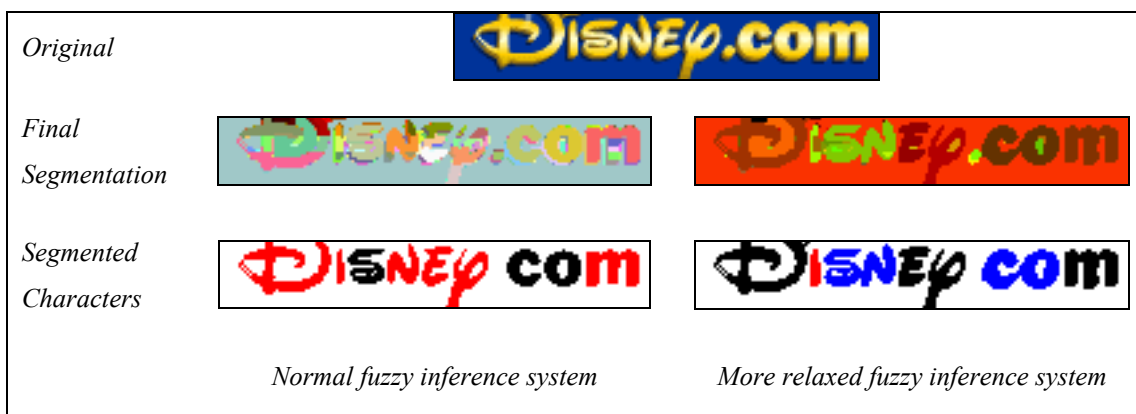 Original
DISNEY.com
Final
Segmentation
DISNEY.com DISNEY.com
Segmented
Characters
DISNEY com DISNEY com
Normal fuzzy inference system More relaxed fuzzy inference system